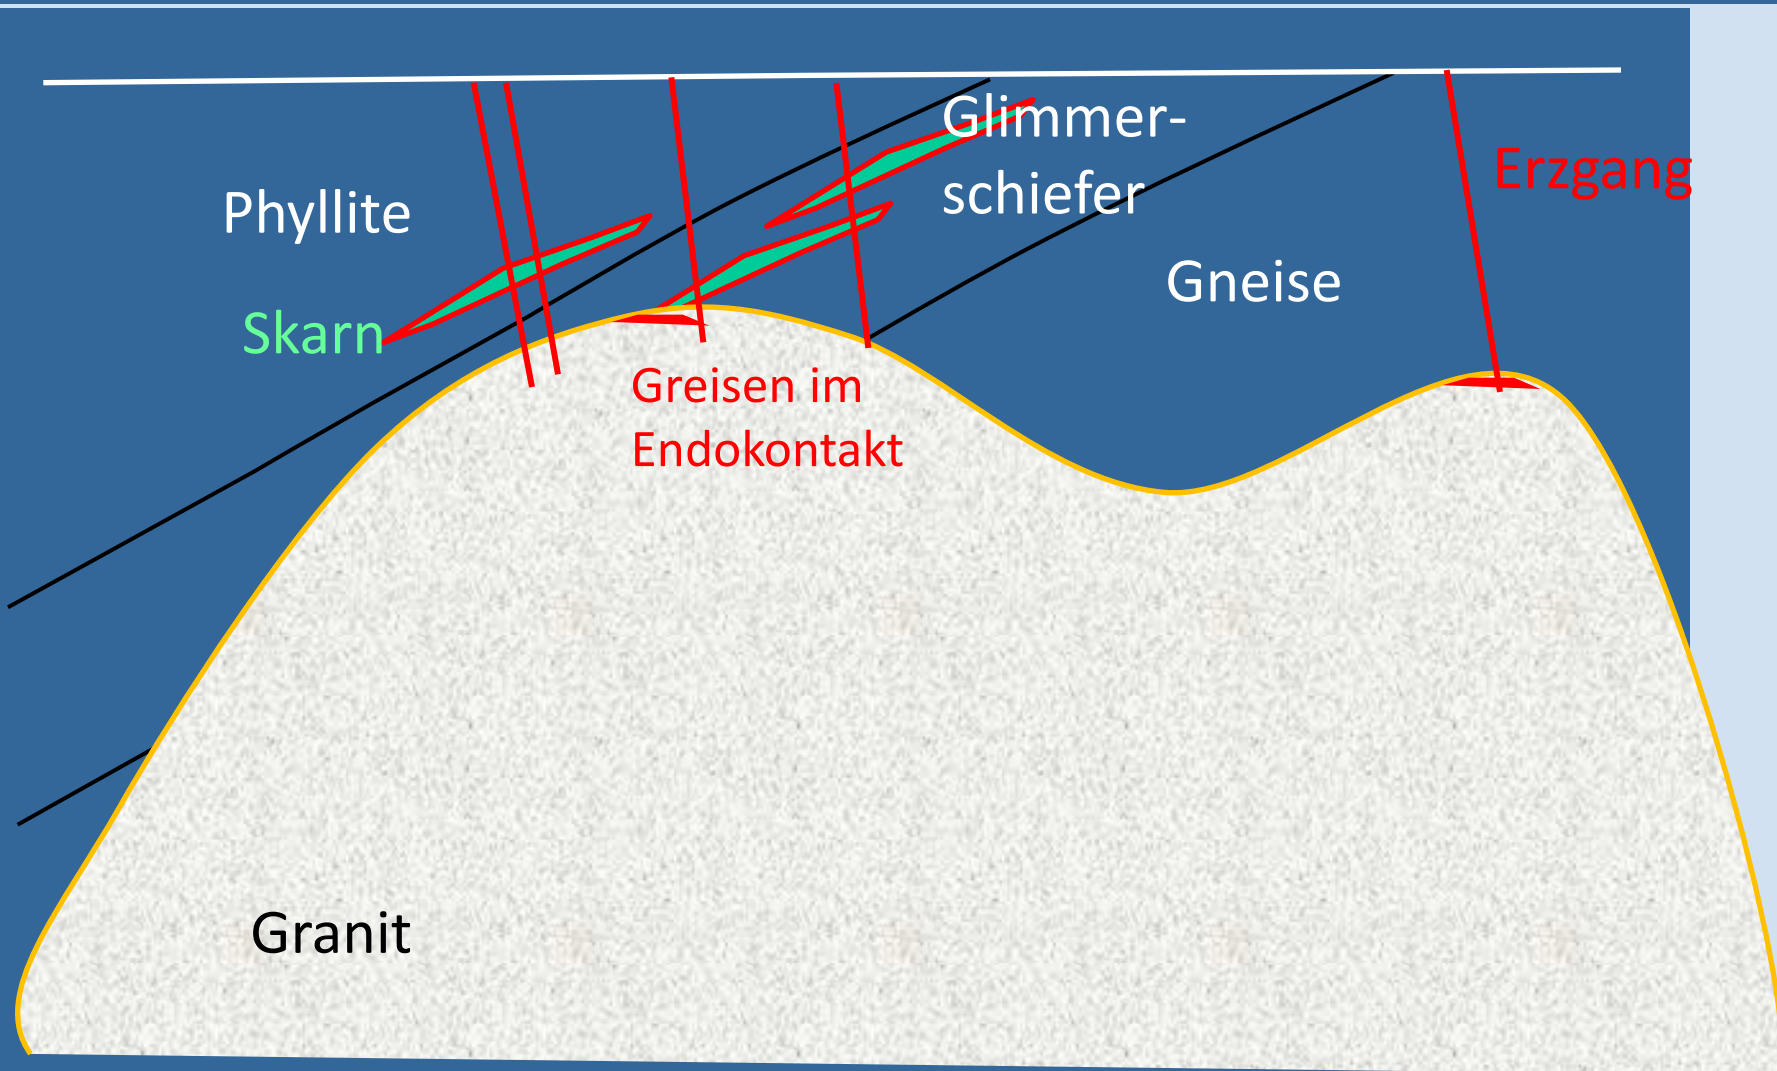 Glimmer-
schiefer
Erzgang
Phyllite
Gneise
Skarn
Greisen im
Endokontakt
Granit